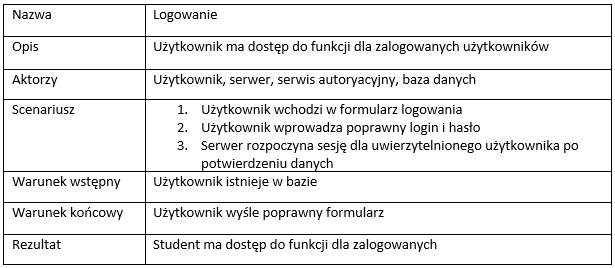 Nazwa Logowanie
Opis Użytkownik ma dostęp do funkcji dla zalogowanych użytkowników
Aktorzy Użytkownik, serwer, serwis autoryacyjny, baza danych
Scenariusz 1. Użytkownik wchodzi w formularz logowania
2. Użytkownik wprowadza poprawny login i hasło
3. Serwer rozpoczyna sesję dla uwierzytelnionego użytkownika po
potwierdzeniu danych
Warunek wstępny Użytkownik istnieje w bazie
Warunek końcowy Użytkownik wyśle poprawny formularz
Rezultat Student ma dostęp do funkcji dla zalogowanych